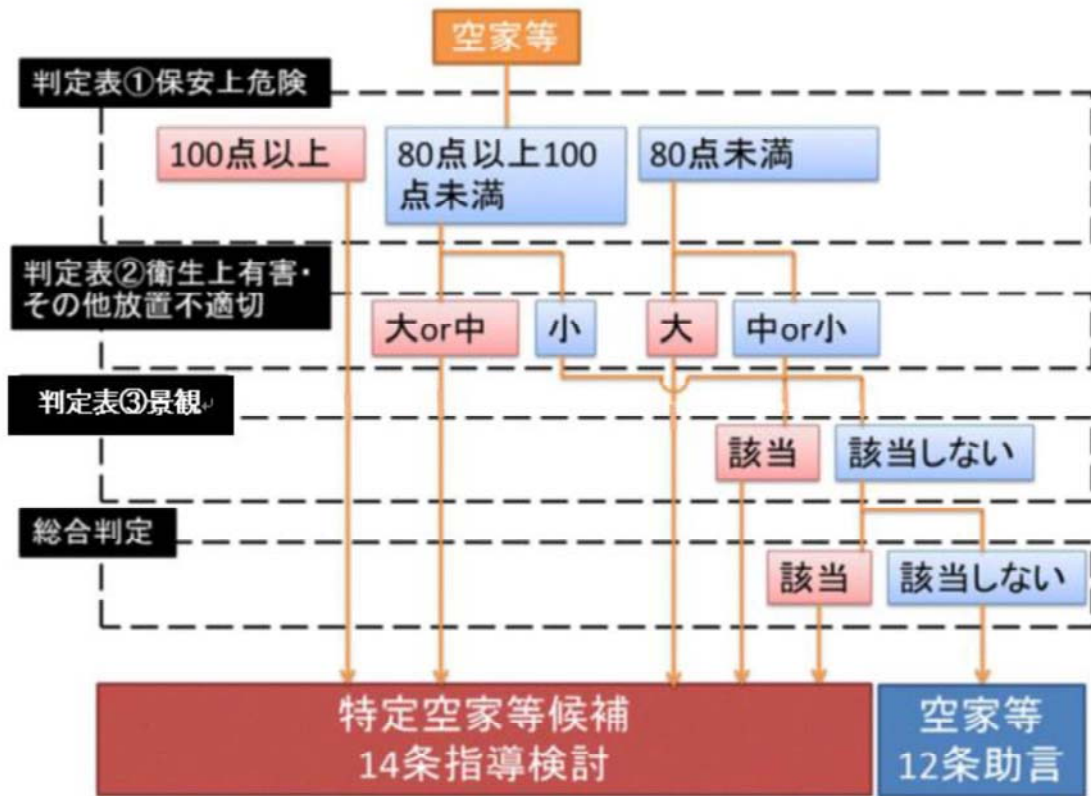 空家等
判定表①保安上危険
100点以上
80点以上100
点未満
80点未満
判定表②衛生上有害・
その他放置不適切
大or中
小
大
中or小
判定表③景観↲
該当
該当しない
総合判定
該当
該当しない
特定空家等候補
14条指導検討
空家等
12条助言